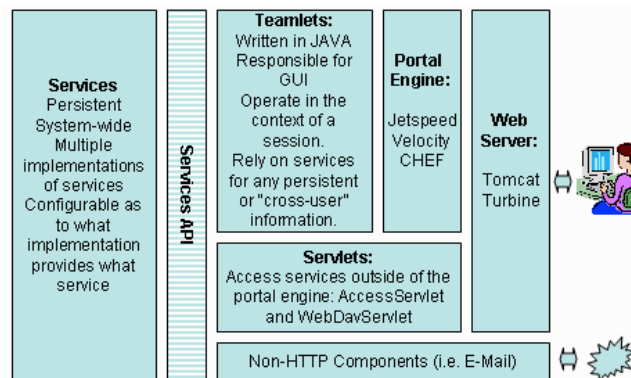 Services
Persistent
System-wide
Multiple
implementations
of services
Configurable as
to what
implementation
provides what
service
Services API
Teamlets:
Written in JAVA
Responsible for
GUI
Operate in the
context of a
session.
Rely on services
for any persistent
or "cross-user"
information.
Portal
Engine:
Jetspeed
Velocity
CHEF
Web
Server:
Tomcat
Turbine
Servlets:
Access services outside of the
portal engine: AccessServlet
and WebDavServlet
Non-HTTP Components (i.e. E-Mail)